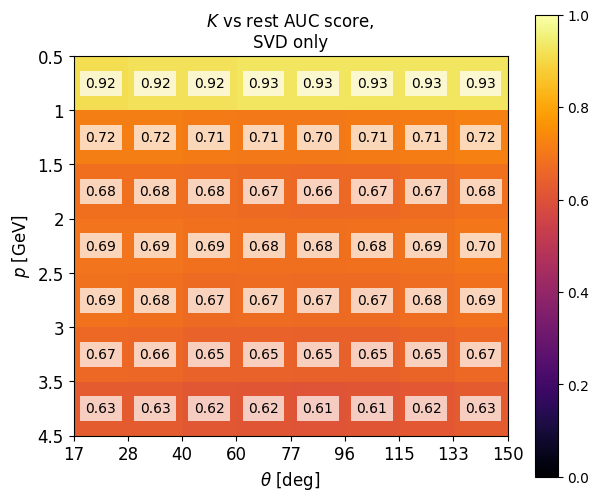 K vs rest AUC score,
SVD only
0.5
1
1.5
2
2.5
3
3.5
4.5
p [GeV]
0.92 0.92 0.92 0.93 0.93 0.93 0.93 0.93
0.72 0.72 0.71 0.71 0.70 0.71 0.71 0.72
0.68 0.68 0.68 0.67 0.66 0.67 0.67 0.68
0.69 0.69 0.69 0.68 0.68 0.68 0.69 0.70
0.69 0.68 0.67 0.67 0.67 0.67 0.68 0.69
0.67 0.66 0.65 0.65 0.65 0.65 0.65 0.67
0.63 0.63 0.62 0.62 0.61 0.61 0.62 0.63
17 28 40 60 77 96 115 133 150
θ [deg]
1.0
0.8
0.6
0.4
0.2
0.0